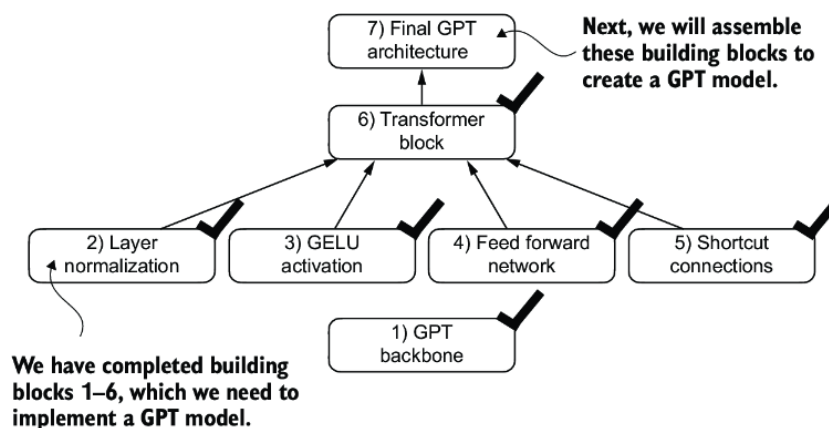 7) Final GPT
architecture
Next, we will assemble
these building blocks to
create a GPT model.
6) Transformer
block
2) Layer
normalization
3) GELU
activation
4) Feed forward
network
5) Shortcut
connections
1) GPT
backbone
We have completed building
blocks 1–6, which we need to
implement a GPT model.